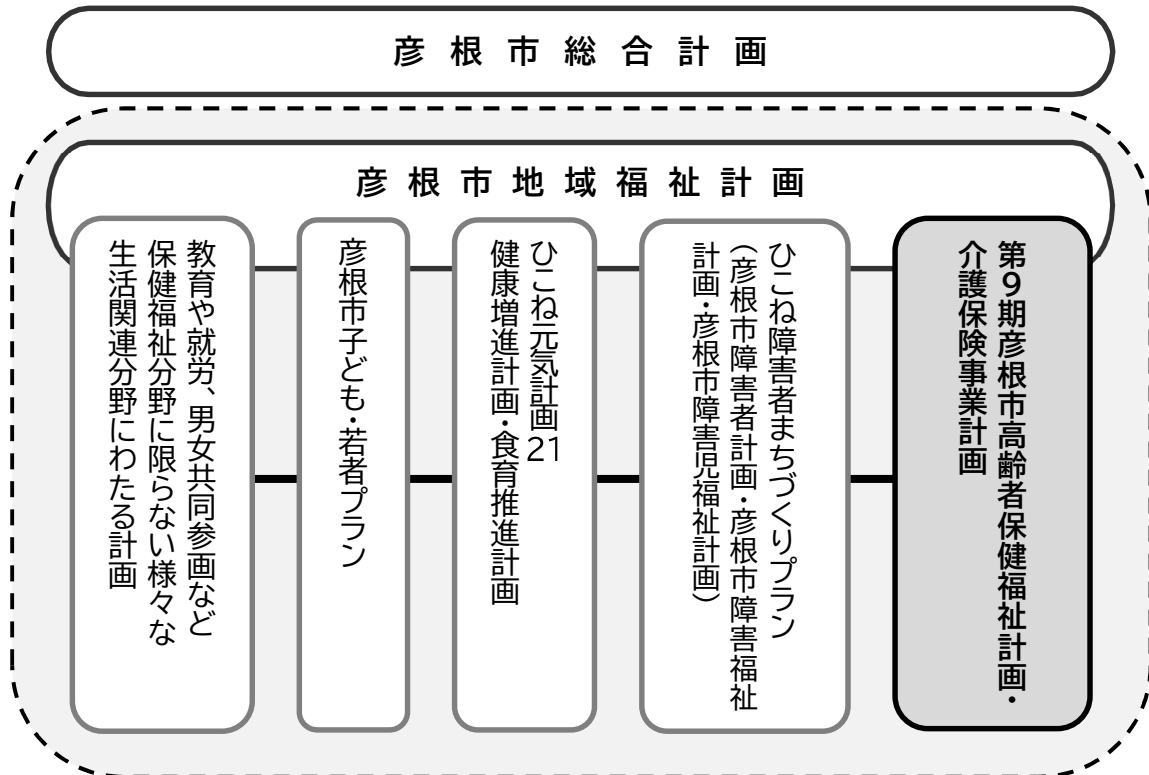 彦根市総合計画
彦根市地域福祉計画
第9期彦根市高齢者保健福祉計画・
介護保険事業計画
ひこね障害者まちづくりプラン
（彦根市障害者計画・彦根市障害福祉
計画・彦根市障害児福祉計画）
ひこね元気計画21
健康増進計画・食育推進計画
彦根市子ども・若者プラン
教育や就労、男女共同参画など
保健福祉分野に限らない様々な
生活関連分野にわたる計画